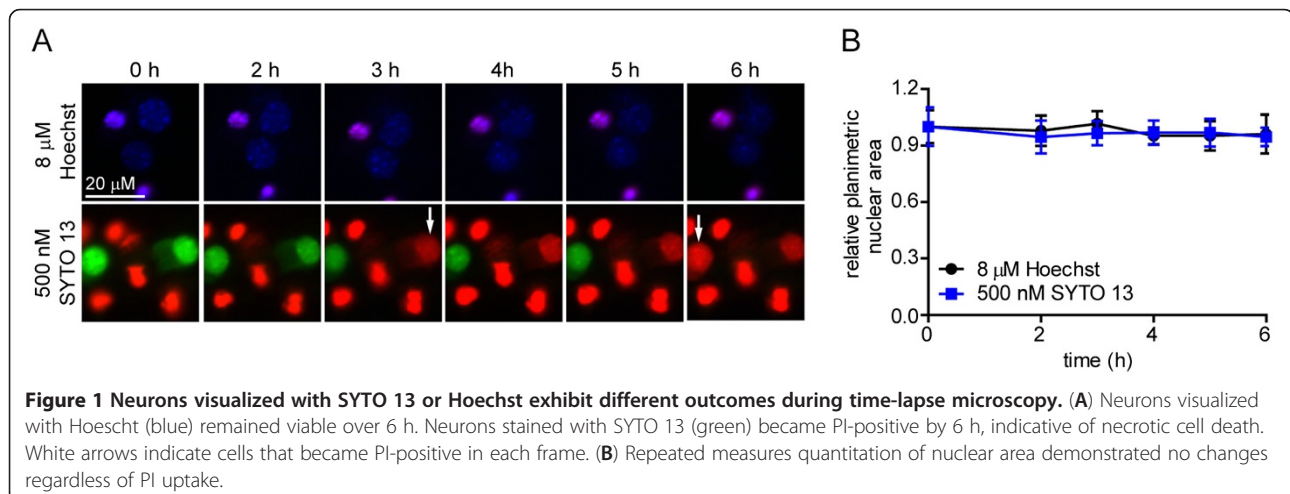 A
0 h 2 h 3 h 4h 5 h 6 h
8 µM
Hoechst
20 µM
500 nM
SYTO 13
B
relative planimetric
nuclear area
1.2
0.9
0.6
0.3
0.0
8 µM Hoechst
500 nM SYTO 13
0 2 4 6
time (h)
Figure 1 Neurons visualized with SYTO 13 or Hoechst exhibit different outcomes during time-lapse microscopy. (A) Neurons visualized
with Hoescht (blue) remained viable over 6 h. Neurons stained with SYTO 13 (green) became PI-positive by 6 h, indicative of necrotic cell death.
White arrows indicate cells that became PI-positive in each frame. (B) Repeated measures quantitation of nuclear area demonstrated no changes
regardless of PI uptake.